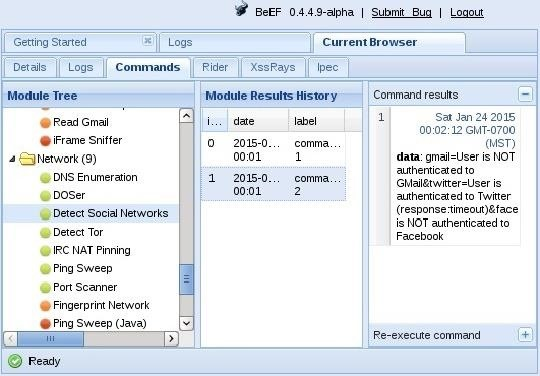 BeEF 0.4.4.9-alpha | Submit Bug | Logout
Getting Started
Logs
Current Browser
Details
Logs
Commands
Rider
XssRays
Ipec
Module Tree
Read Gmail
iFrame Sniffer
Network (9)
DNS Enumeration
DOSer
Detect Social Networks
Detect Tor
IRC NAT Pinning
Ping Sweep
Port Scanner
Fingerprint Network
Ping Sweep (Java)
Module Results History
i... date label
0 2015-0... comma...
00:01 1
1 2015-0... comma...
00:01 2
Command results
1 Sat Jan 24 2015
00:02:12 GMT-0700
(MST)
data: gmail=User is NOT
authenticated to
GMail&twitter=User is
authenticated to Twitter
(response:timeout)&face
is NOT authenticated to
Facebook
Re-execute command
Ready